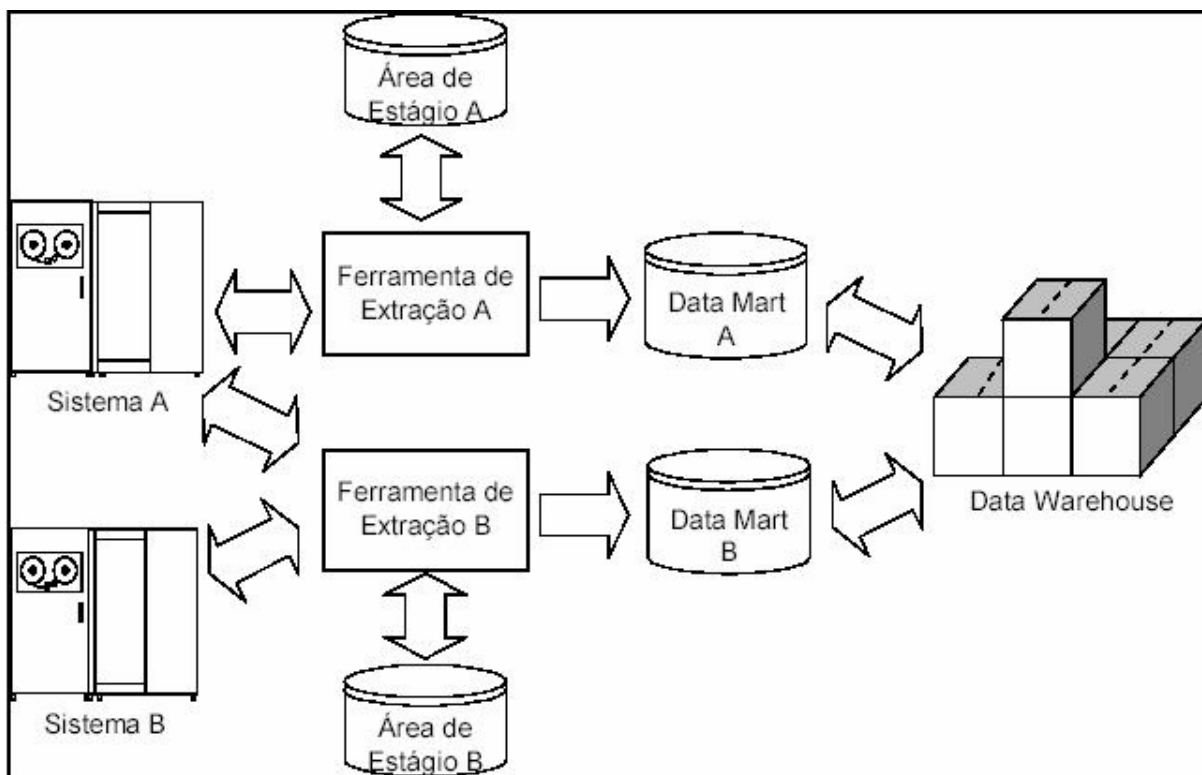 Área de
Estágio A
Ferramenta de
Extração A
Data Mart
A
Sistema A
Ferramenta de
Extração B
Data Mart
B
Data Warehouse
Sistema B
Área de
Estágio B